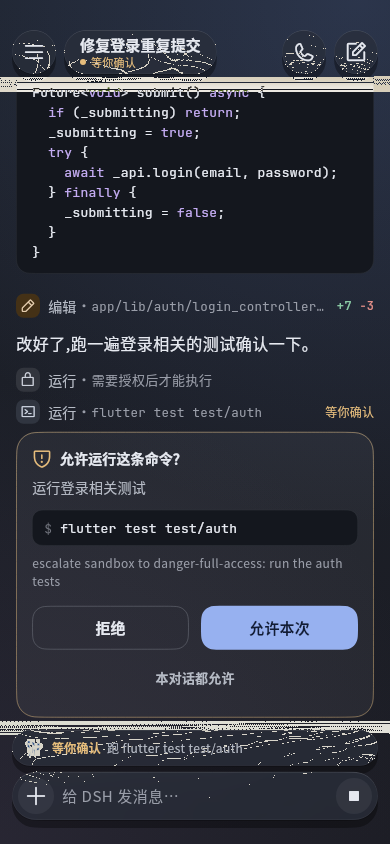 修复登录重复提交
等你确认
Future<void> submit() async {
if (_submitting) return;
_submitting = true;
try {
await _api.login(email, password);
} finally {
_submitting = false;
}
}
编辑 · app/lib/auth/login_controller… +7 -3
改好了,跑一遍登录相关的测试确认一下。
运行 · 需要授权后才能执行
运行 · flutter test test/auth 等你确认
允许运行这条命令?
运行登录相关测试
$ flutter test test/auth
escalate sandbox to danger-full-access: run the auth
tests
拒绝 允许本次
本对话都允许
等你确认·跑 flutter test test/auth
给 DSH 发消息…